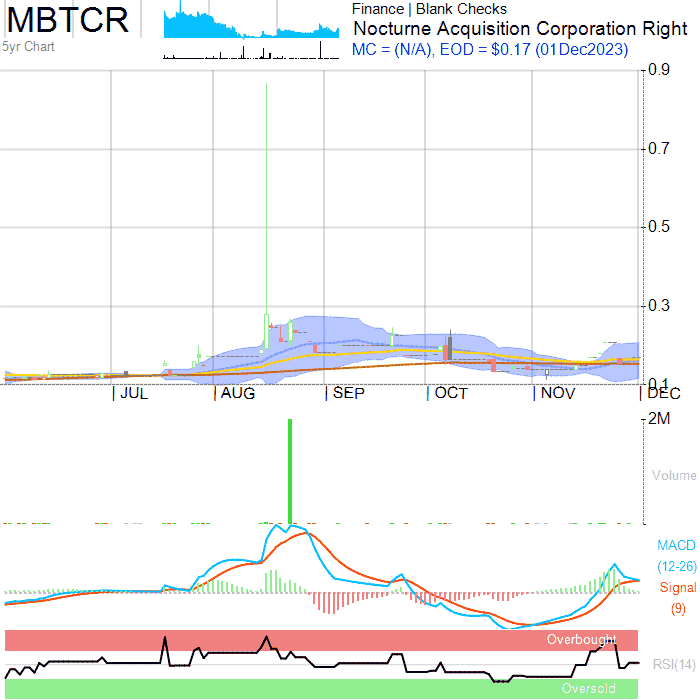 MBTCR
5yr Chart
Finance | Blank Checks
Nocturne Acquisition Corporation Right
MC = (N/A), EOD = $0.17 (01Dec2023)
0.9
0.7
0.5
0.3
0.1
JUL AUG SEP OCT NOV DEC
2M
Volume
MACD
(12-26)
Signal
(9)
Overbought
RSI(14)
Oversold